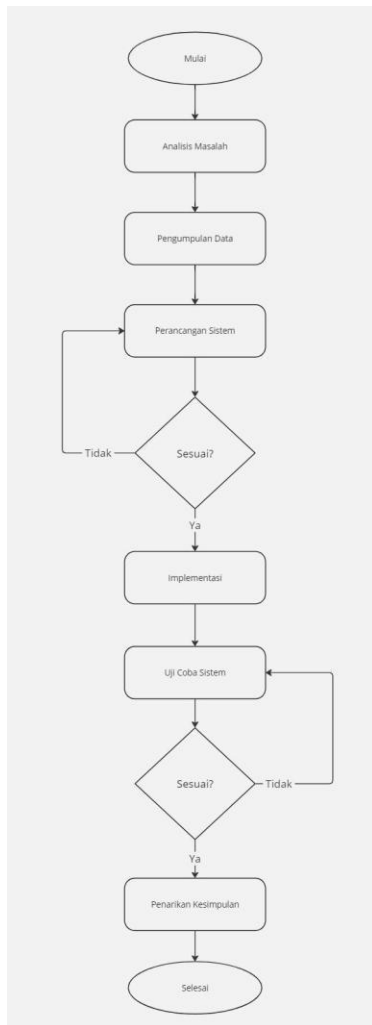 Mulai
Analisis Masalah
Pengumpulan Data
Perancangan Sistem
Tidak
Sesuai?
Ya
Implementasi
Uji Coba Sistem
Sesuai?
Tidak
Ya
Penarikan Kesimpulan
Selesai